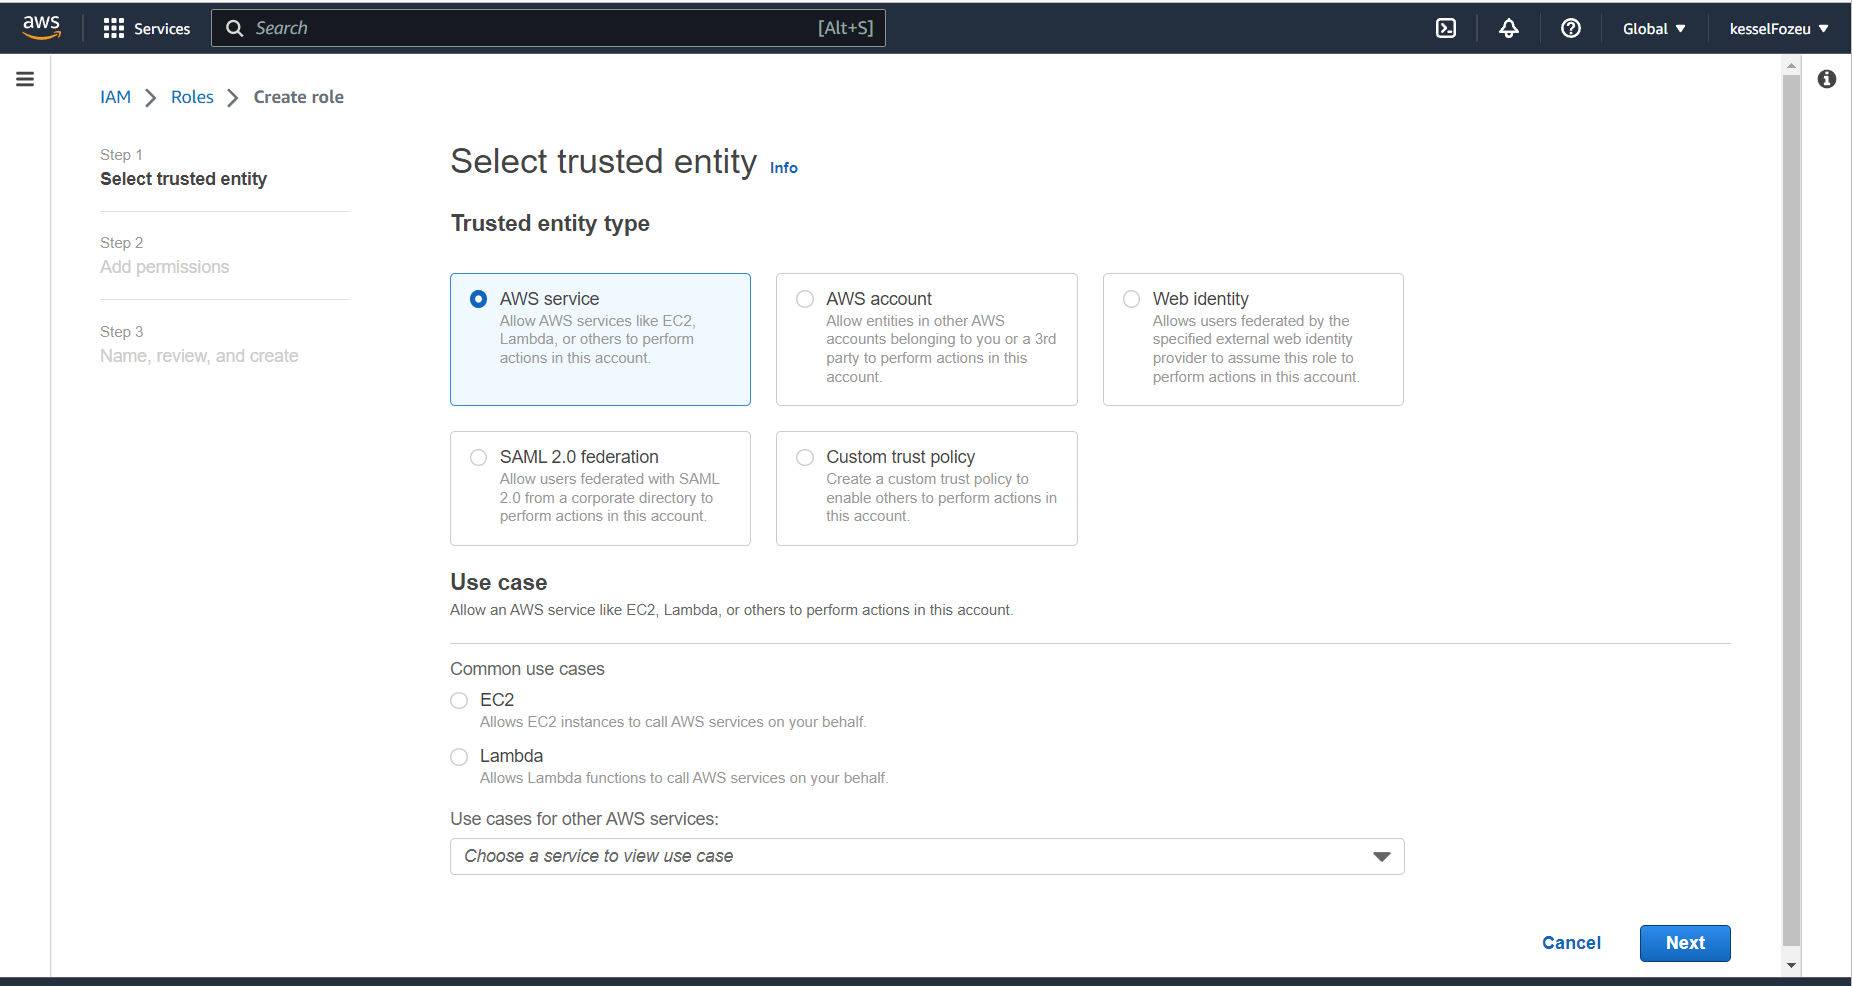 aws
Services
Search
[Alt+S]
Global
kesselFozeu
IAM
Roles
Create role
Step 1
Select trusted entity
Step 2
Add permissions
Step 3
Name, review, and create
Select trusted entity Info
Trusted entity type
AWS service
Allow AWS services like EC2,
Lambda, or others to perform
actions in this account.
AWS account
Allow entities in other AWS
accounts belonging to you or a 3rd
party to perform actions in this
account.
Web identity
Allows users federated by the
specified external web identity
provider to assume this role to
perform actions in this account.
SAML 2.0 federation
Allow users federated with SAML
2.0 from a corporate directory to
perform actions in this account.
Custom trust policy
Create a custom trust policy to
enable others to perform actions in
this account.
Use case
Allow an AWS service like EC2, Lambda, or others to perform actions in this account.
Common use cases
EC2
Allows EC2 instances to call AWS services on your behalf.
Lambda
Allows Lambda functions to call AWS services on your behalf.
Use cases for other AWS services:
Choose a service to view use case
Cancel
Next